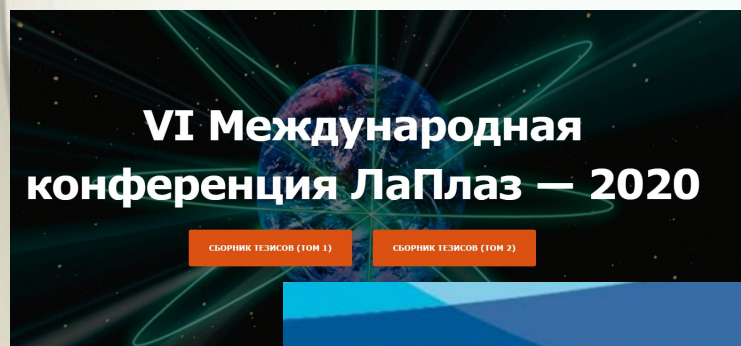 VI Международная
конференция ЛаПлаз — 2020
СБОРНИК ТЕЗИСОВ (ТОМ 1) СБОРНИК ТЕЗИСОВ (ТОМ 2)